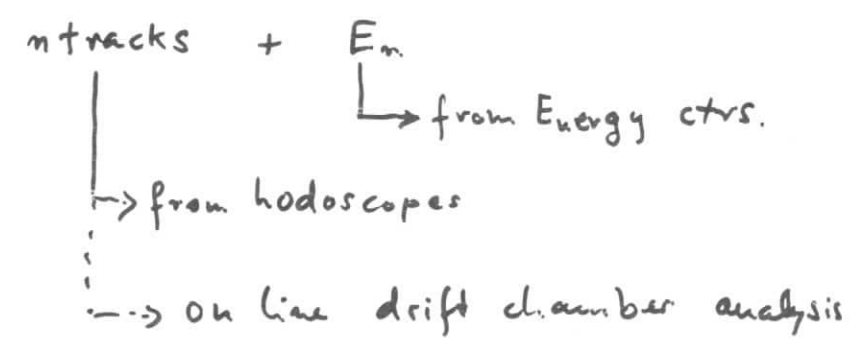 ntracks + Em
from Energy ctrs.
from hodoscopes
on line drift chamber analysis